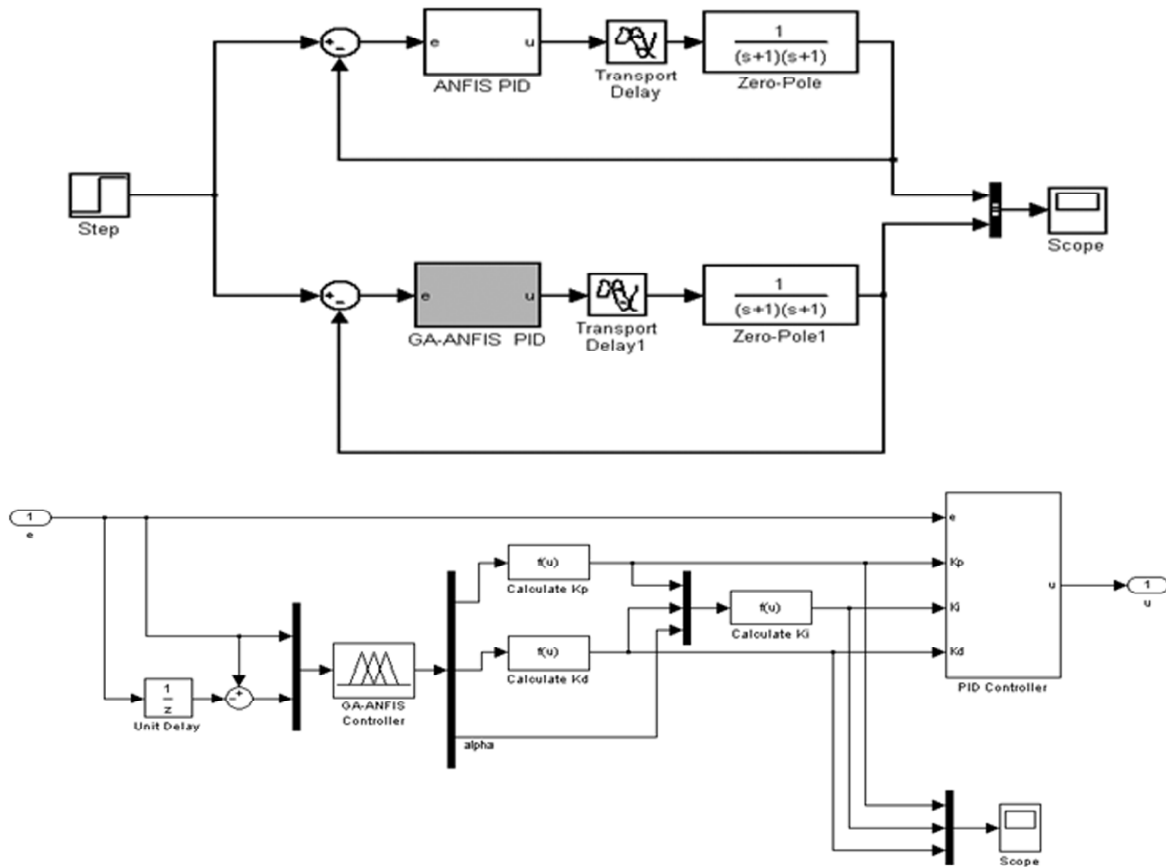 e u
ANFIS PID
Transport
Delay
1
(s+1)(s+1)
Zero-Pole
Step
Scope
e u
GA-ANFIS PID
Transport
Delay1
1
(s+1)(s+1)
Zero-Pole1
1
e
e
f(u)
Calculate Kp
Kp
u
1
u
f(u)
Calculate Ki
Ki
f(u)
Calculate Kd
Kd
PID Controller
1
z
Unit Delay
GA-ANFIS
Controller
alpha
Scope